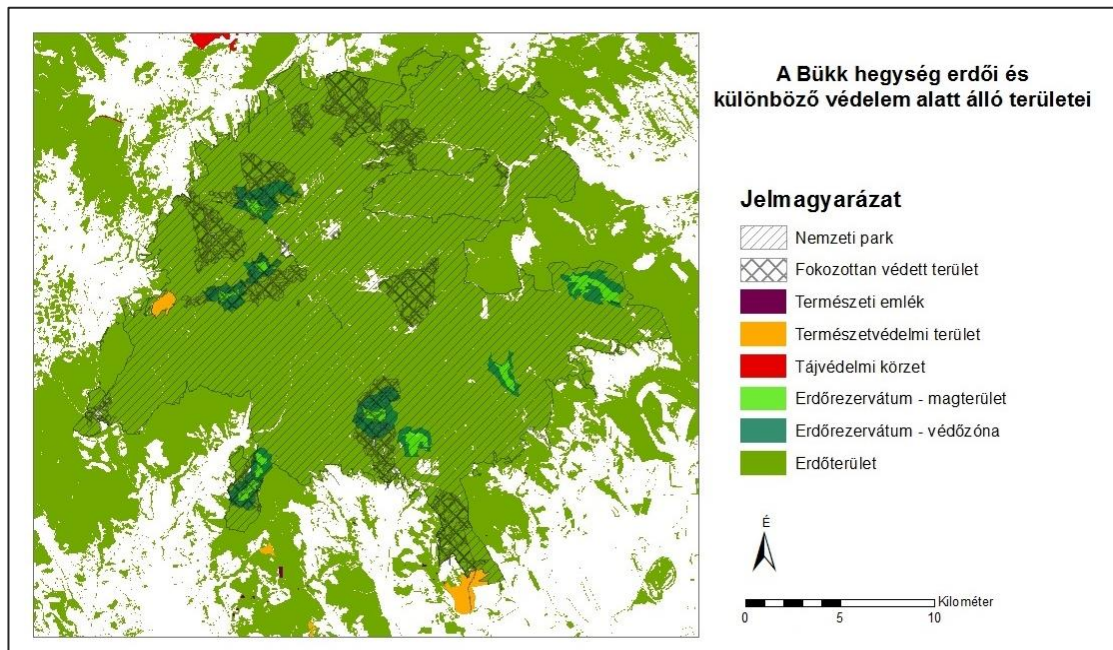 A Bükk hegység erdői és
különböző védelem alatt álló területei
Jelmagyarázat
Nemzeti park
Fokozottan védett terület
Természeti emlék
Természetvédelmi terület
Tájvédelmi körzet
Erdőrezervátum - magterület
Erdőrezervátum - védőzóna
Erdőterület
É
Kilométer
0 5 10